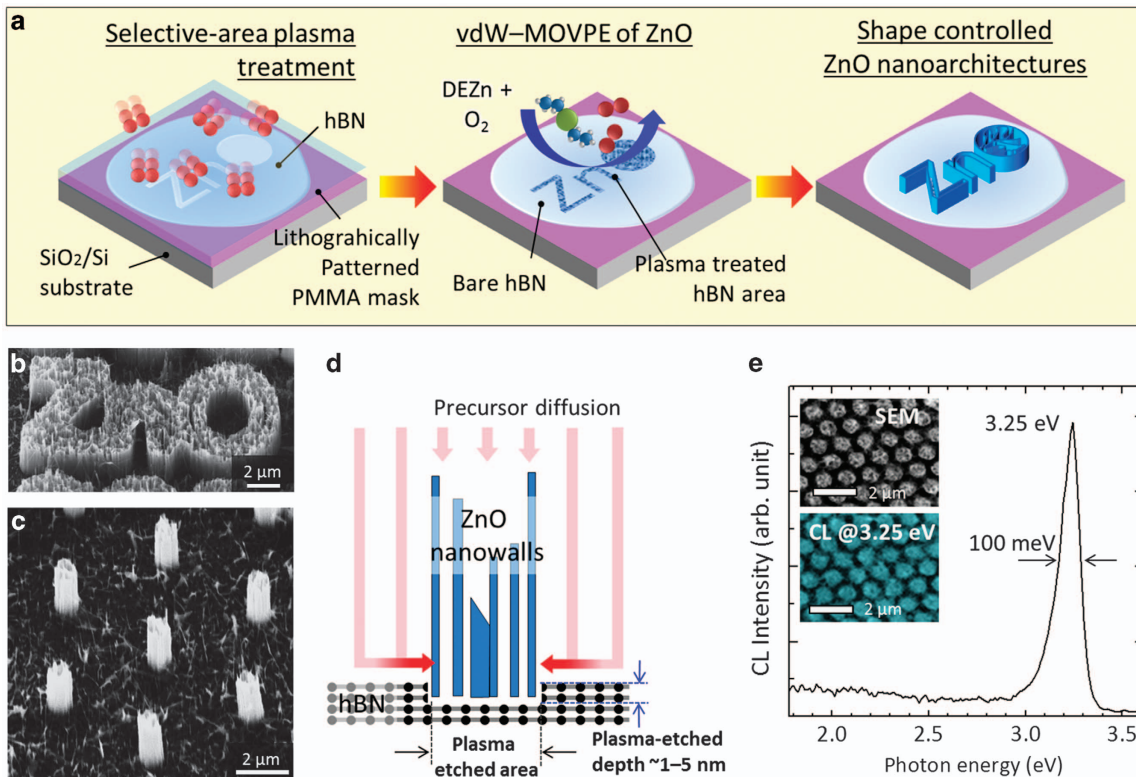 a
Selective-area plasma
treatment
hBN
SiO2/Si
substrate
Lithograhically
Patterned
PMMA mask
vdW–MOVPE of ZnO
DEZn +
O2
Bare hBN
Plasma treated
hBN area
Shape controlled
ZnO nanoarchitectures
b
2 μm
c
2 μm
d
Precursor diffusion
ZnO
nanowalls
hBN
Plasma
etched area
Plasma-etched
depth ~1–5 nm
e
CL Intensity (arb. unit)
SEM
2 μm
CL @3.25 eV
2 μm
3.25 eV
100 meV
2.0 2.5 3.0 3.5
Photon energy (eV)